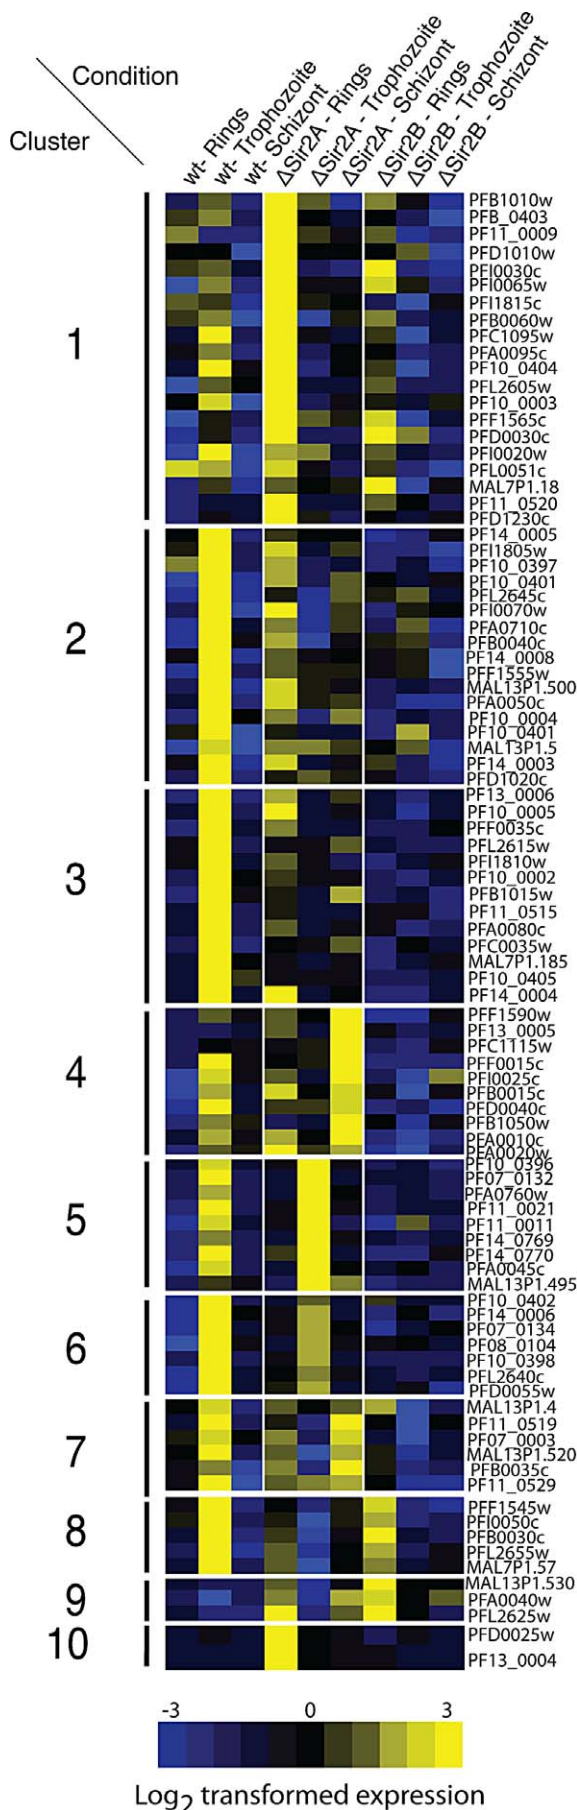 Condition
Cluster
wt- Rings
wt- Trophozoite
wt- Schizont
ΔSir2A - Rings
ΔSir2A - Trophozoite
ΔSir2A - Schizont
ΔSir2B - Rings
ΔSir2B - Trophozoite
ΔSir2B - Schizont
1
PFB1010w
PFB_0403
PF11_0009
PFD1010w
PFI0030c
PFI0065w
PFI1815c
PFB0060w
PFC1095w
PFA0095c
PF10_0404
PFL2605w
PF10_0003
PFF1565c
PFD0030c
PFI0020w
PFL0051c
MAL7P1.18
PF11_0520
PFD1230c
2
PF14_0005
PFI1805w
PF10_0397
PF10_0401
PFL2645c
PFI0070w
PFA0710c
PFB0040c
PF14_0008
PFF1555w
MAL13P1.500
PFA0050c
PF10_0004
PF10_0401
MAL13P1.5
PF14_0003
PFD1020c
3
PF13_0006
PF10_0005
PFF0035c
PFL2615w
PFI1810w
PF10_0002
PFB1015w
PF11_0515
PFA0080c
PFC0035w
MAL7P1.185
PF10_0405
PF14_0004
4
PFF1590w
PF13_0005
PFC1115w
PFF0015c
PFI0025c
PFB0015c
PFD0040c
PFB1050w
PFA0010c
PFA0020w
5
PF10_0396
PF07_0132
PFA0760w
PF11_0021
PF11_0011
PF14_0769
PF14_0770
PFA0045c
MAL13P1.495
6
PF10_0402
PF14_0006
PF07_0134
PF08_0104
PF10_0398
PFL2640c
PFD0055w
7
MAL13P1.4
PF11_0519
PF07_0003
MAL13P1.520
PFB0035c
PF11_0529
8
PFF1545w
PFI0050c
PFB0030c
PFL2655w
MAL7P1.57
9
MAL13P1.530
PFA0040w
PFL2625w
10
PFD0025w
PF13_0004
-3 0 3
Log2 transformed expression